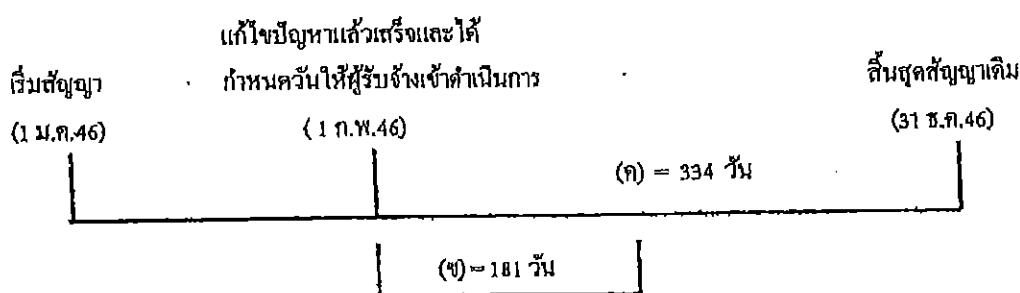 แก้ไขปัญหาแล้วเสร็จและได้
เริ่มสัญญา กำหนดวันให้ผู้รับจ้างเข้าดำเนินการ สิ้นสุดสัญญาเดิม
(1 ม.ค.46) (1 ก.พ.46) (31 ธ.ค.46)
(ค) = 334 วัน
(ข) = 181 วัน